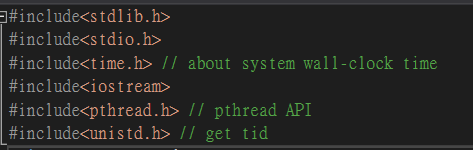 #include<stdlib.h>
#include<stdio.h>
#include<time.h> // about system wall-clock time
#include<iostream>
#include<pthread.h> // pthread API
#include<unistd.h> // get tid